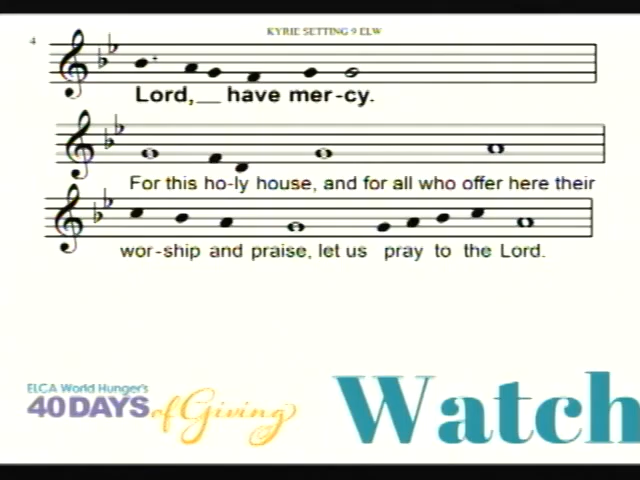 KYRIE SETTING 9 ELW
4
Lord,__ have mer-cy.
For this ho-ly house, and for all who offer here their
wor-ship and praise, let us pray to the Lord.
ELCA World Hunger's
40 DAYS of Giving
Watch